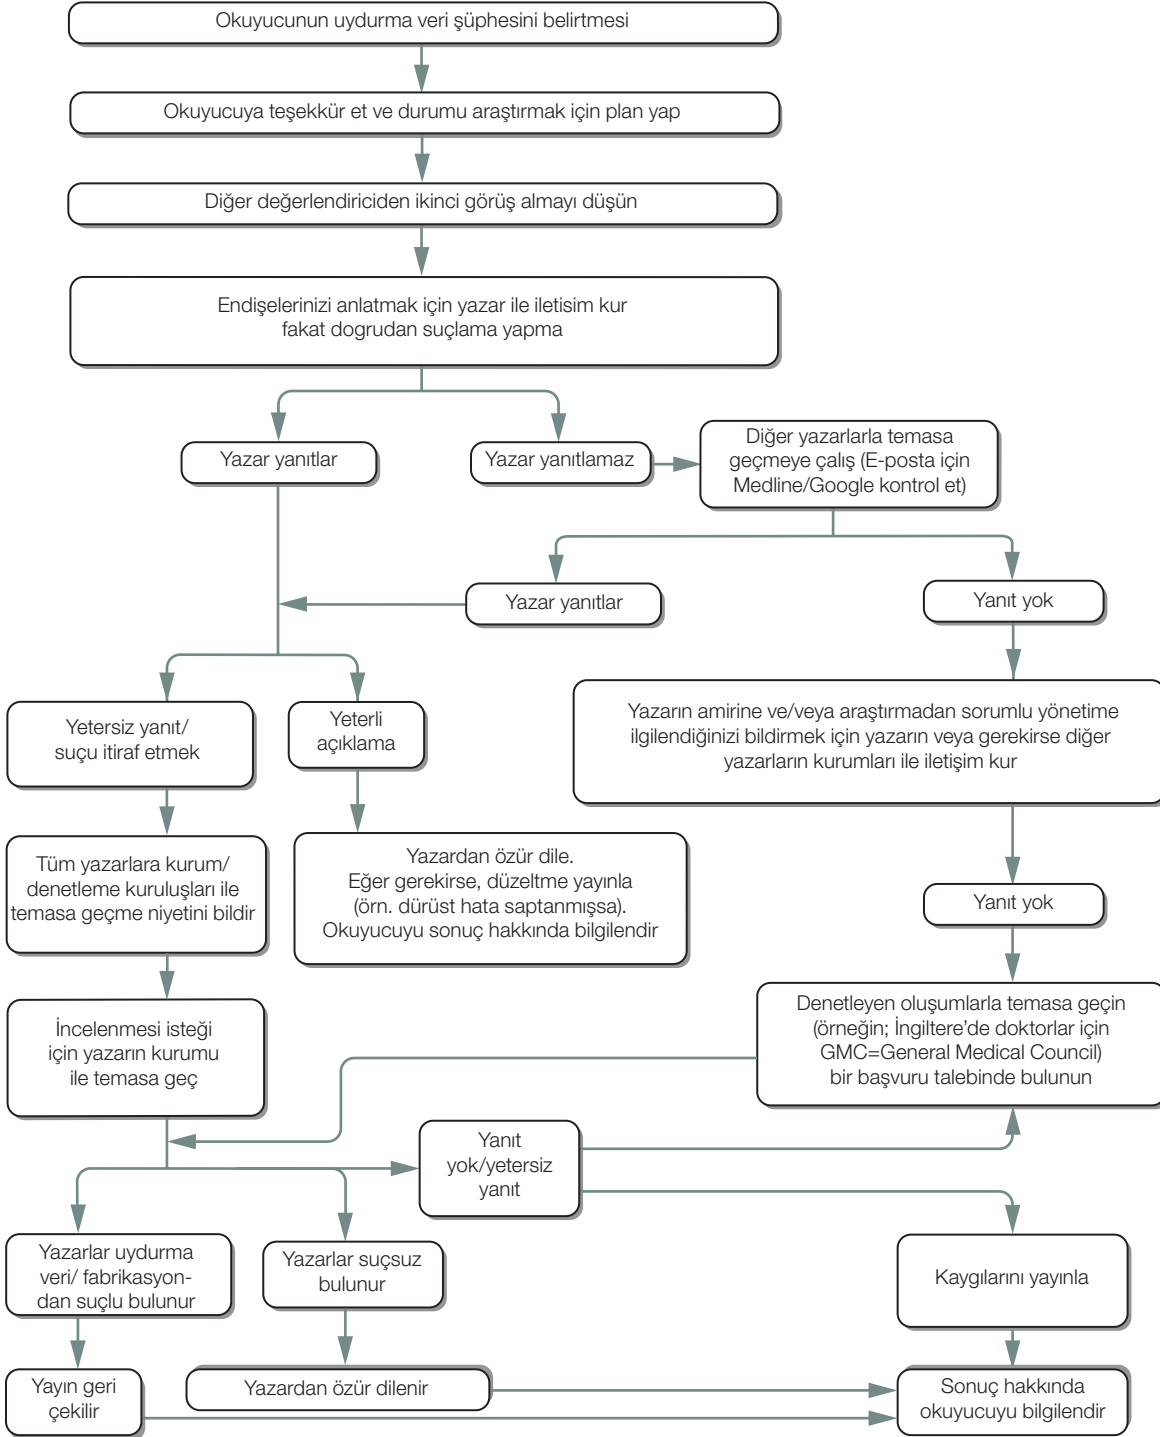 Okuyucunun uydurma veri şüphesini belirtmesi
Okuyucuya teşekkür et ve durumu araştırmak için plan yap
Diğer değerlendiriciden ikinci görüş almayı düşün
Endişelerinizi anlatmak için yazar ile iletisim kur
fakat dogrudan suçlama yapma
Yazar yanıtlar
Yazar yanıtlamaz
Diğer yazarlarla temasa
geçmeye çalış (E-posta için
Medline/Google kontrol et)
Yazar yanıtlar
Yanıt yok
Yetersiz yanıt/
suçu itiraf etmek
Yeterli
açıklama
Yazarın amirine ve/veya araştırmadan sorumlu yönetime
ilgilendiğinizi bildirmek için yazarın veya gerekirse diğer
yazarların kurumları ile iletişim kur
Tüm yazarlara kurum/
denetleme kuruluşları ile
temasa geçme niyetini bildir
Yazardan özür dile.
Eğer gerekirse, düzeltme yayınla
(örn. dürüst hata saptanmışsa).
Okuyucuyu sonuç hakkında bilgilendir
Yanıt yok
İncelenmesi isteği
için yazarın kurumu
ile temasa geç
Denetleyen oluşumlarla temasa geçin
(örneğin; İngiltere’de doktorlar için
GMC=General Medical Council)
bir başvuru talebinde bulunun
Yanıt
yok/yetersiz
yanıt
Yazarlar uydurma
veri/ fabrikasyon-
dan suçlu bulunur
Yazarlar suçsuz
bulunur
Kaygılarını yayınla
Yayın geri
çekilir
Yazardan özür dilenir
Sonuç hakkında
okuyucuyu bilgilendir